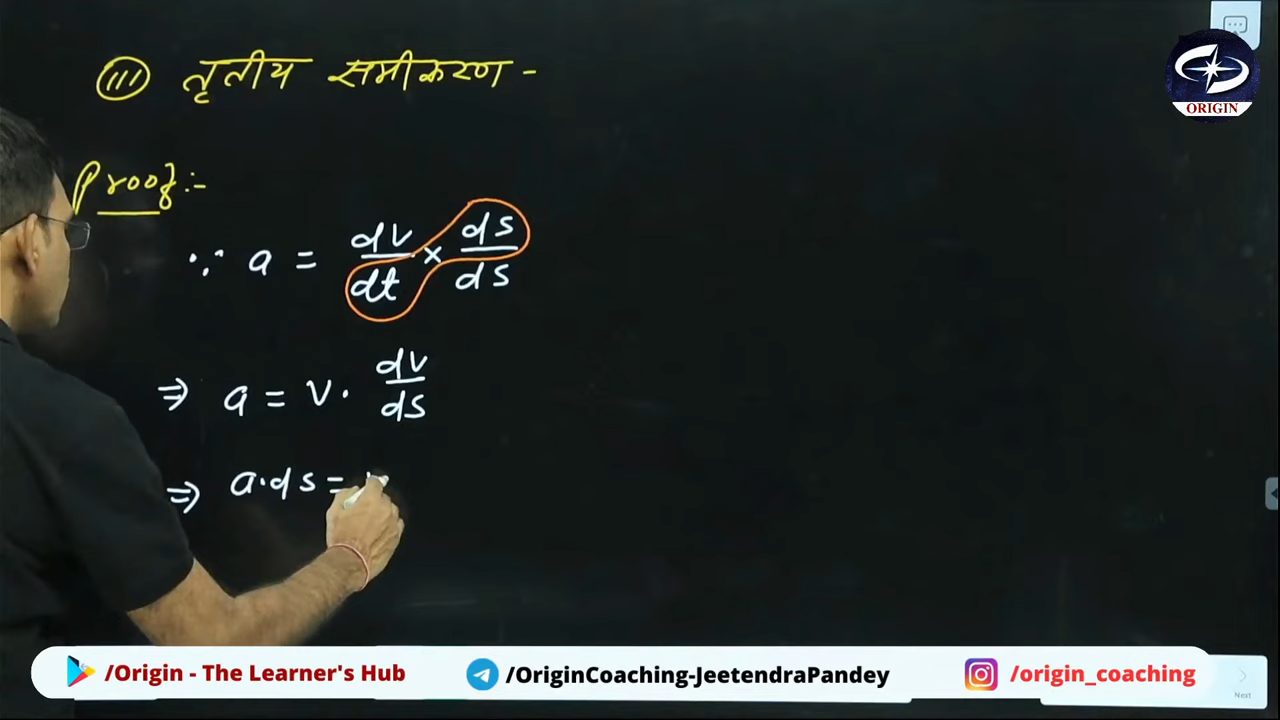 (III) तृतीय समीकरण -
ORIGIN
Proof :-
∵ a = dv/dt × ds/ds
⇒ a = v · dv/ds
⇒ a·ds =
/Origin - The Learner's Hub
/OriginCoaching-JeetendraPandey
/origin_coaching
Next